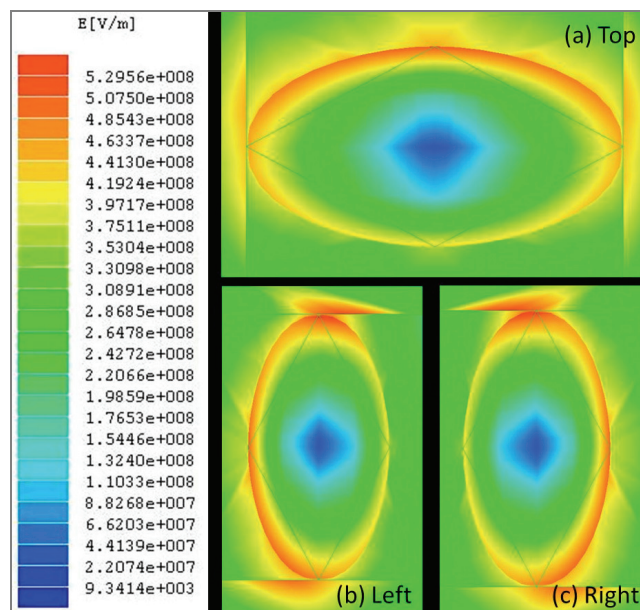 E[V/m]
5.2956e+008
5.0750e+008
4.8543e+008
4.6337e+008
4.4130e+008
4.1924e+008
3.9717e+008
3.7511e+008
3.5304e+008
3.3098e+008
3.0891e+008
2.8685e+008
2.6478e+008
2.4272e+008
2.2066e+008
1.9859e+008
1.7653e+008
1.5446e+008
1.3240e+008
1.1033e+008
8.8268e+007
6.6203e+007
4.4139e+007
2.2074e+007
9.3414e+003
(a) Top
(b) Left
(c) Right